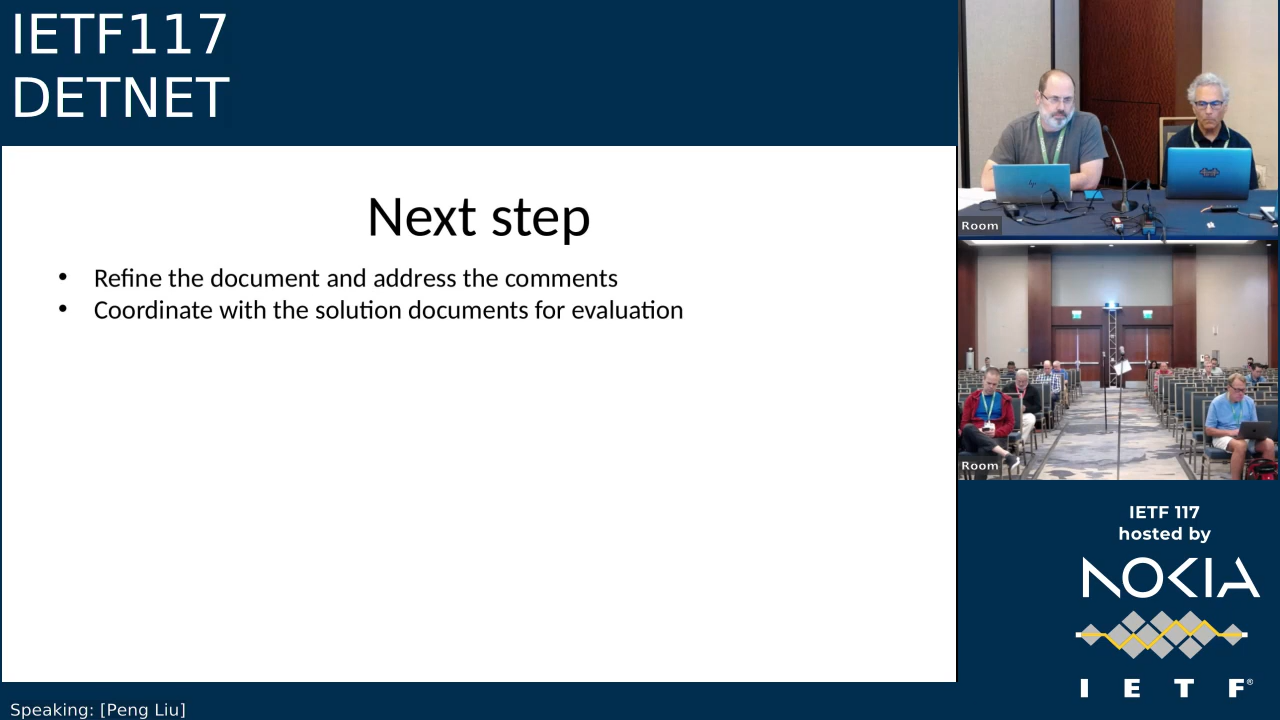 IETF117
DETNET
Next step
• Refine the document and address the comments
• Coordinate with the solution documents for evaluation
Room
Room
IETF 117
hosted by
NOKIA
I E T F®
Speaking: [Peng Liu]